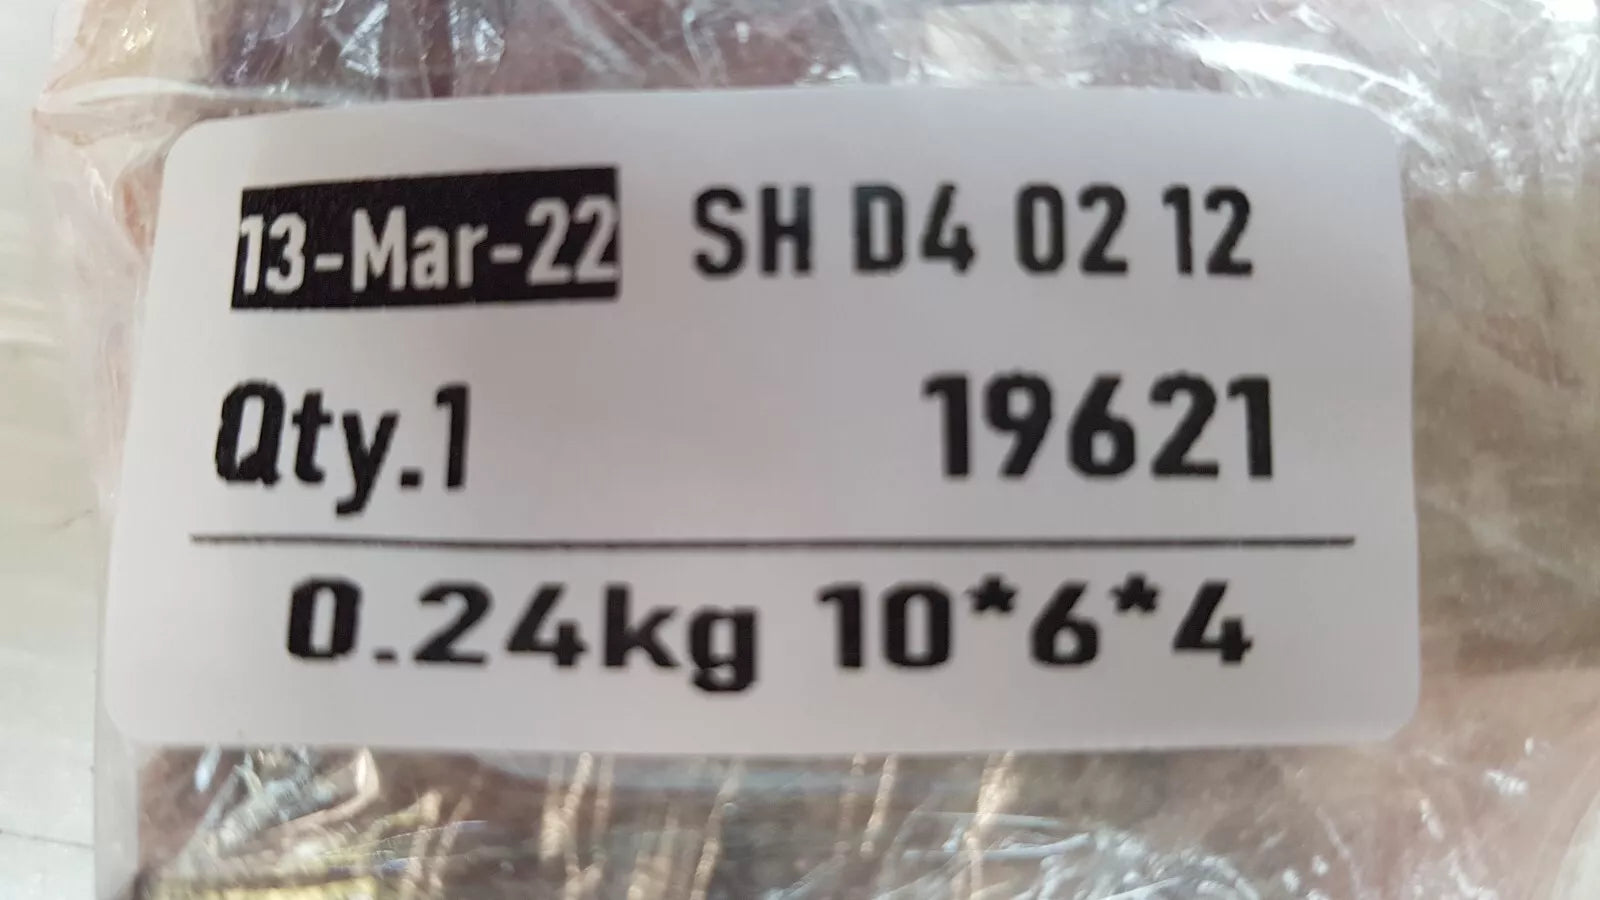 13-Mar-22 SH D4 02 12
Qty.1 19621
0.24kg 10*6*4